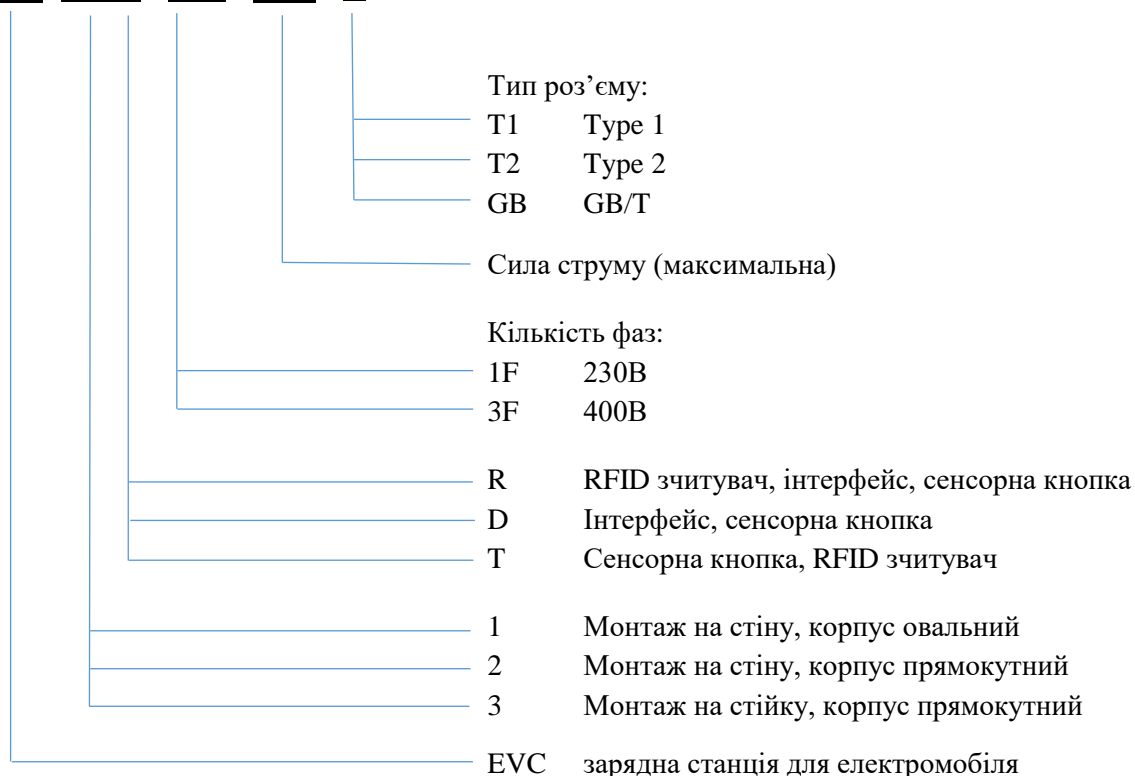 Тип роз’єму:
T1 Type 1
T2 Type 2
GB GB/T
Сила струму (максимальна)
Кількість фаз:
1F 230В
3F 400В
R RFID зчитувач, інтерфейс, сенсорна кнопка
D Інтерфейс, сенсорна кнопка
T Сенсорна кнопка, RFID зчитувач
1 Монтаж на стіну, корпус овальний
2 Монтаж на стіну, корпус прямокутний
3 Монтаж на стійку, корпус прямокутний
EVC зарядна станція для електромобіля